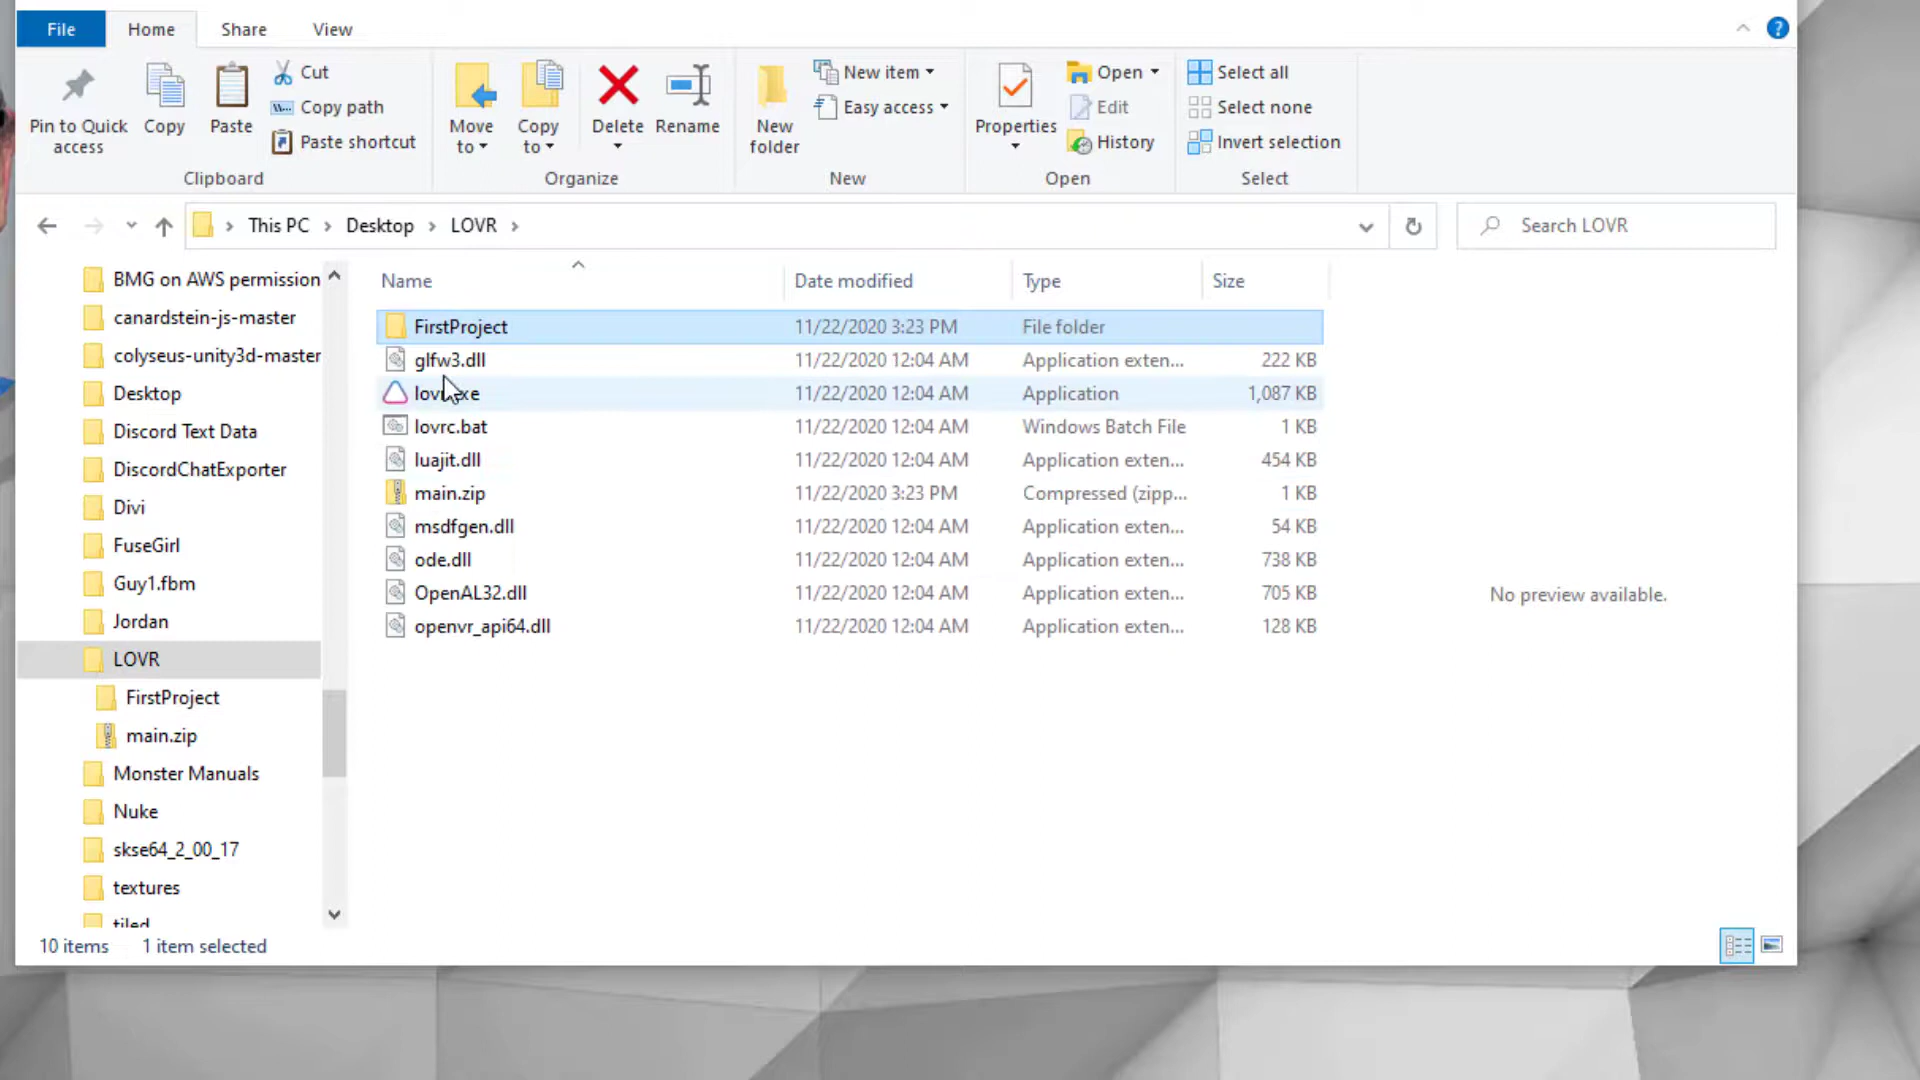 File Home Share View
Pin to Quick access
Copy
Paste
Cut
Copy path
Paste shortcut
Clipboard
Move to
Copy to
Delete
Rename
Organize
New folder
New item
Easy access
New
Properties
Open
Edit
History
Open
Select all
Select none
Invert selection
Select
This PC Desktop LOVR
Search LOVR
BMG on AWS permission
canardstein-js-master
colyseus-unity3d-master
Desktop
Discord Text Data
DiscordChatExporter
Divi
FuseGirl
Guy1.fbm
Jordan
LOVR
FirstProject
main.zip
Monster Manuals
Nuke
skse64_2_00_17
textures
tiled
Name Date modified Type Size
FirstProject 11/22/2020 3:23 PM File folder
glfw3.dll 11/22/2020 12:04 AM Application exten... 222 KB
11/22/2020 12:04 AM Application 1,087 KB
lovrc.bat 11/22/2020 12:04 AM Windows Batch File 1 KB
luajit.dll 11/22/2020 12:04 AM Application exten... 454 KB
main.zip 11/22/2020 3:23 PM Compressed (zipp... 1 KB
msdfgen.dll 11/22/2020 12:04 AM Application exten... 54 KB
ode.dll 11/22/2020 12:04 AM Application exten... 738 KB
OpenAL32.dll 11/22/2020 12:04 AM Application exten... 705 KB
openvr_api64.dll 11/22/2020 12:04 AM Application exten... 128 KB
No preview available.
10 items 1 item selected